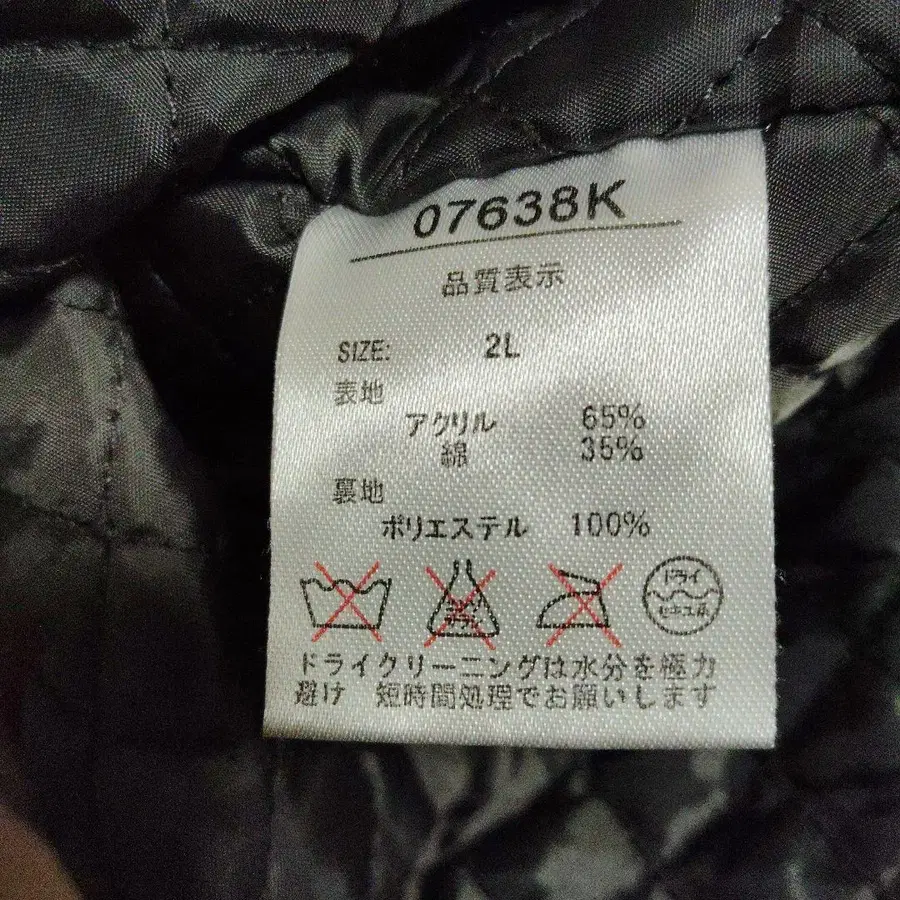 07638K
品質表示
SIZE: 2L
表地
アクリル 65%
綿 35%
裏地
ポリエステル 100%
ドライ
セキユ系
ドライクリーニングは水分を極力
避け 短時間処理でお願いします